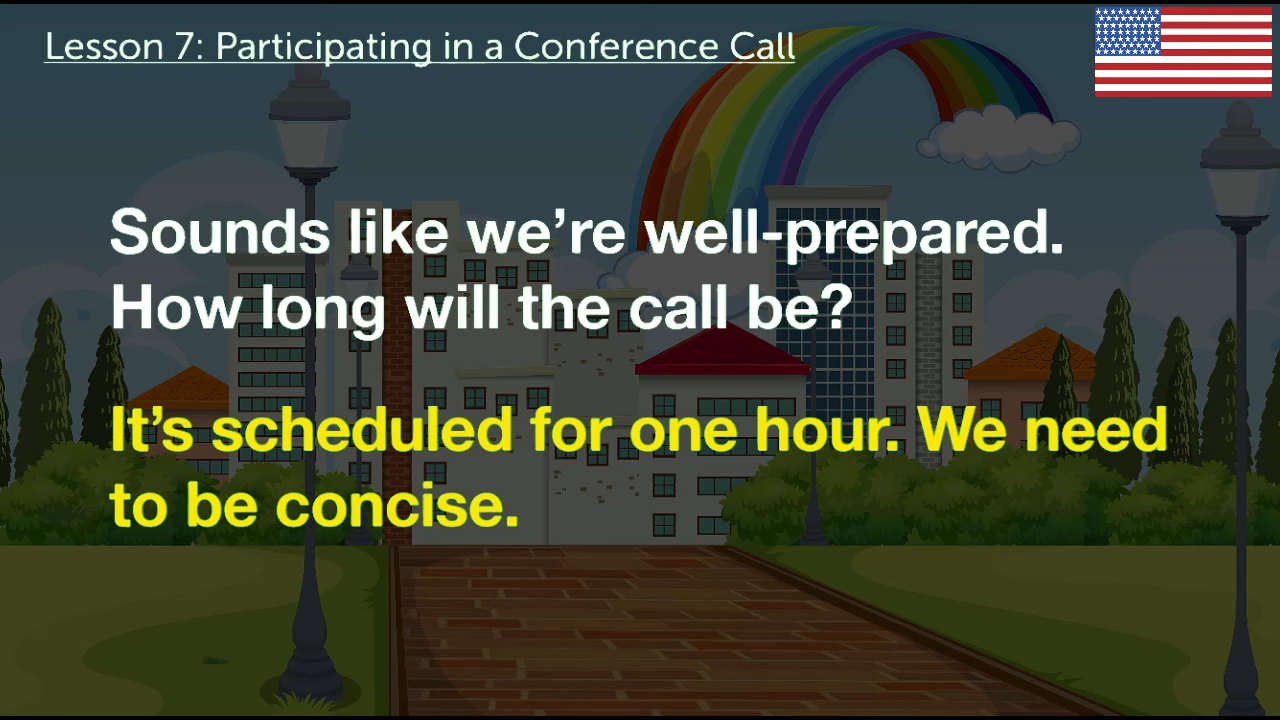 Lesson 7: Participating in a Conference Call
Sounds like we’re well-prepared.
How long will the call be?
It’s scheduled for one hour. We need
to be concise.